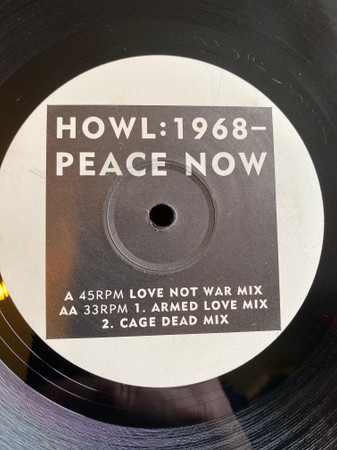 HOWL:1968–
PEACE NOW
A 45RPM LOVE NOT WAR MIX
AA 33RPM 1. ARMED LOVE MIX
2. CAGE DEAD MIX